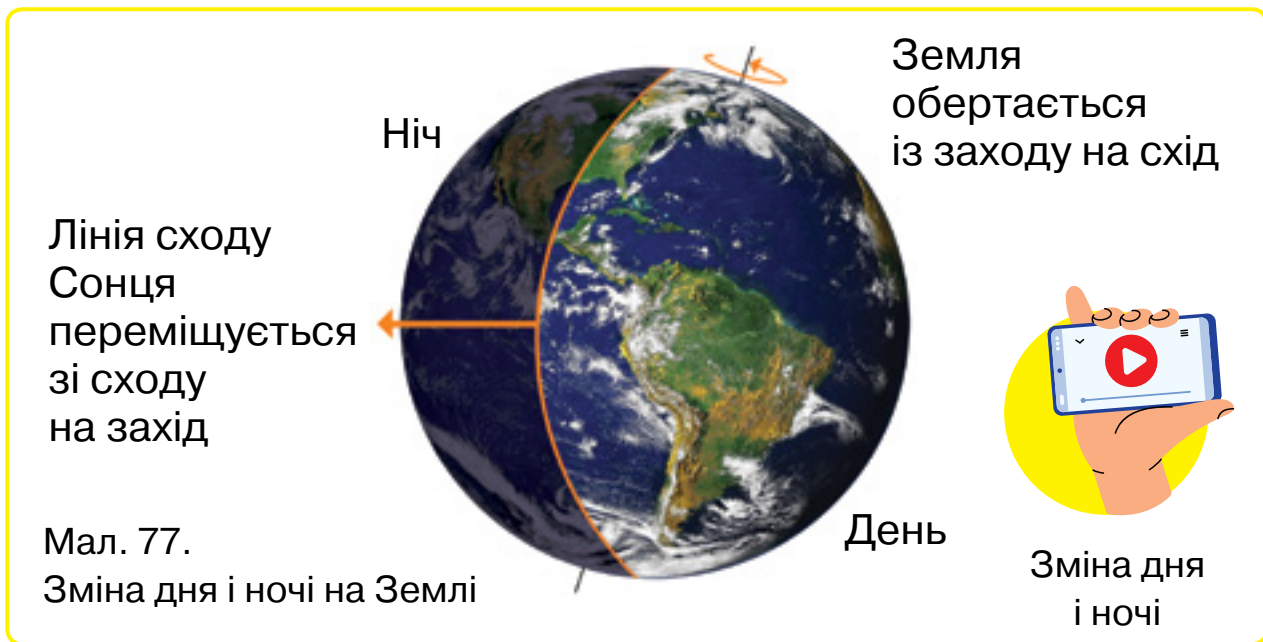 Ніч
Земля
обертається
із заходу на схід
Лінія сходу
Сонця
переміщується
зі сходу
на захід
День
Мал. 77.
Зміна дня і ночі на Землі
Зміна дня
і ночі